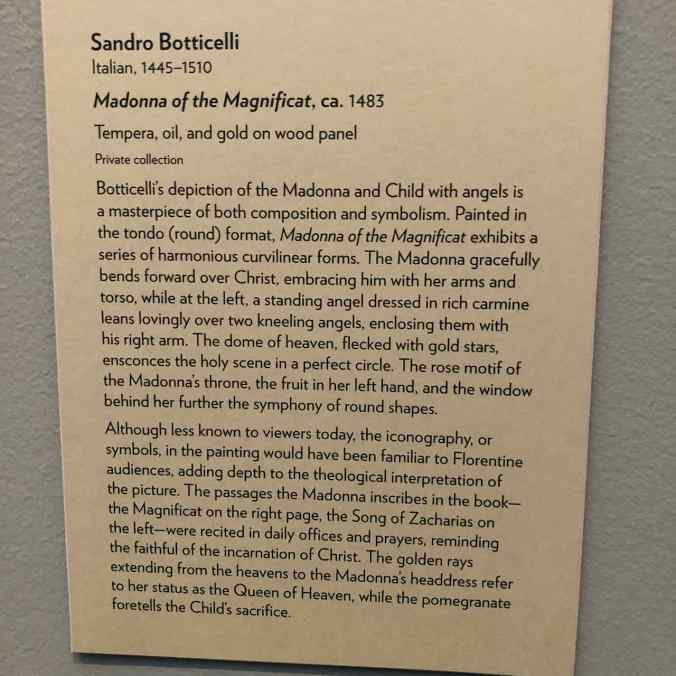 Sandro Botticelli
Italian, 1445–1510
Madonna of the Magnificat, ca. 1483
Tempera, oil, and gold on wood panel
Private collection
Botticelli's depiction of the Madonna and Child with angels is
a masterpiece of both composition and symbolism. Painted in
the tondo (round) format, Madonna of the Magnificat exhibits a
series of harmonious curvilinear forms. The Madonna gracefully
bends forward over Christ, embracing him with her arms and
torso, while at the left, a standing angel dressed in rich carmine
leans lovingly over two kneeling angels, enclosing them with
his right arm. The dome of heaven, flecked with gold stars,
ensconces the holy scene in a perfect circle. The rose motif of
the Madonna's throne, the fruit in her left hand, and the window
behind her further the symphony of round shapes.
Although less known to viewers today, the iconography, or
symbols, in the painting would have been familiar to Florentine
audiences, adding depth to the theological interpretation of
the picture. The passages the Madonna inscribes in the book—
the Magnificat on the right page, the Song of Zacharias on
the left—were recited in daily offices and prayers, reminding
the faithful of the incarnation of Christ. The golden rays
extending from the heavens to the Madonna's headdress refer
to her status as the Queen of Heaven, while the pomegranate
foretells the Child's sacrifice.